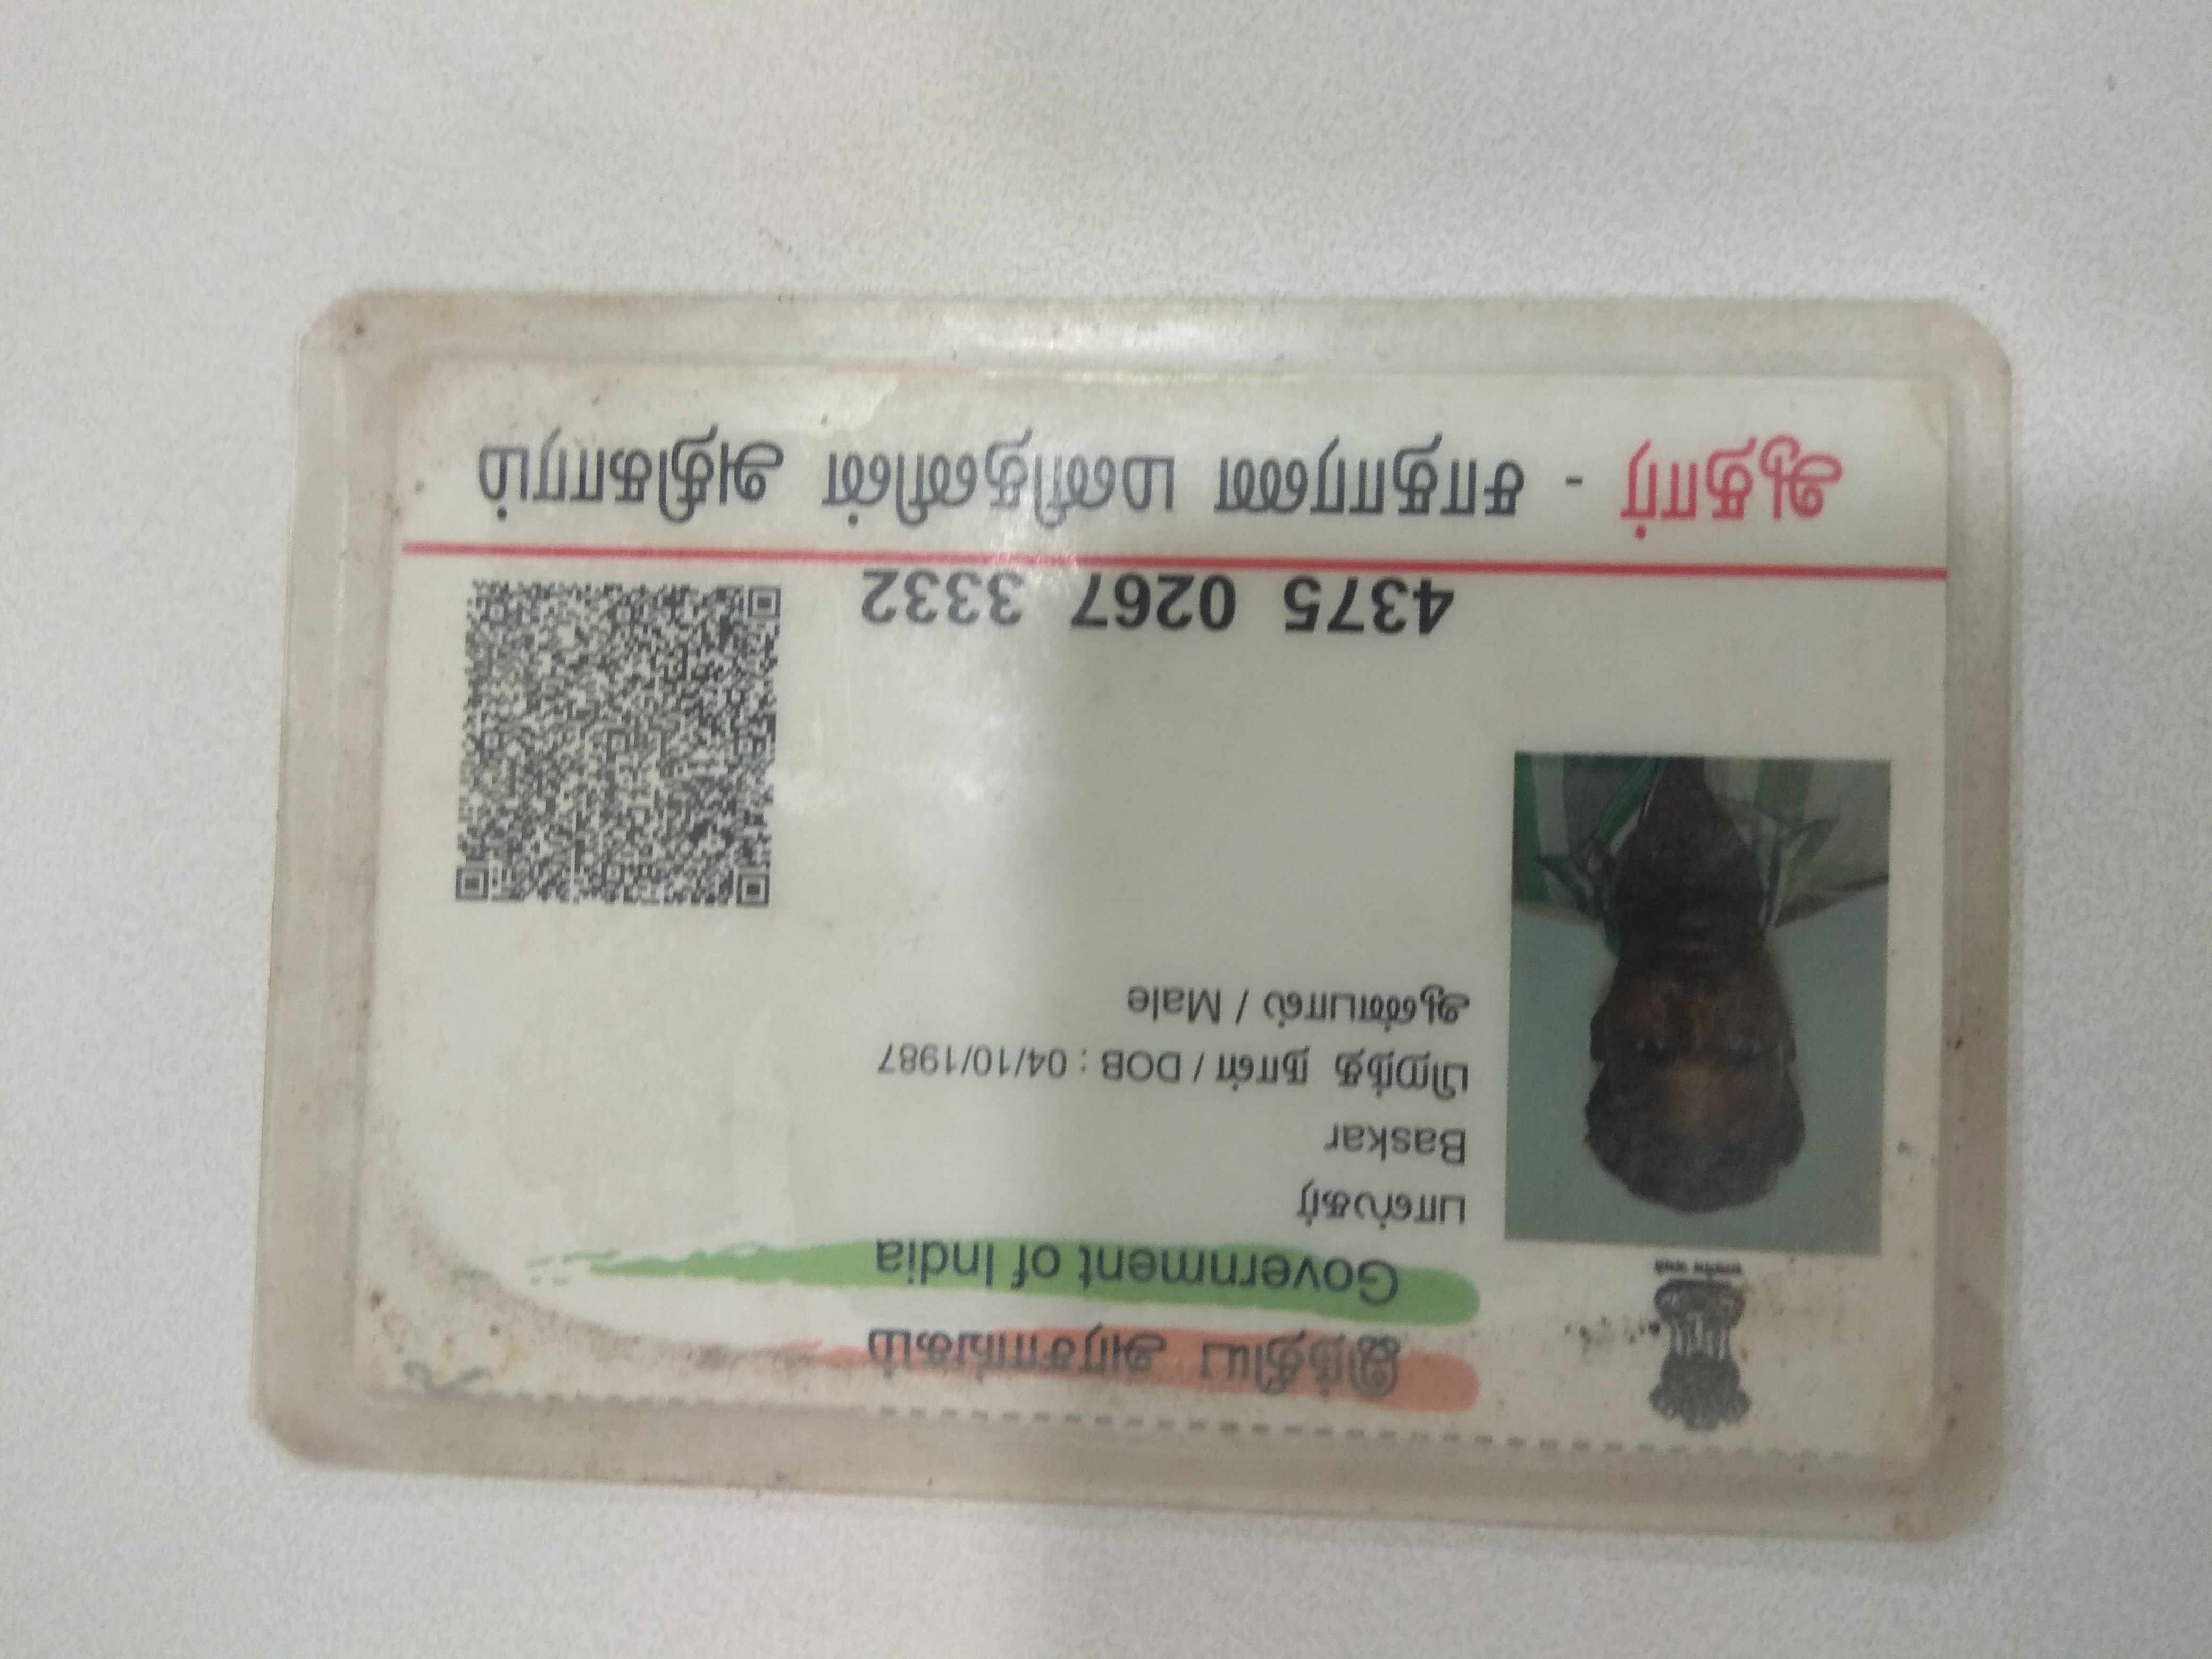 இந்திய அரசாங்கம்
Government of India
பாஸ்கர்
Baskar
பிறந்த நாள் / DOB : 04/10/1987
ஆண்பால் / Male
4375 0267 3332
ஆதார் - சாதாரண மனிதனின் அதிகாரம்